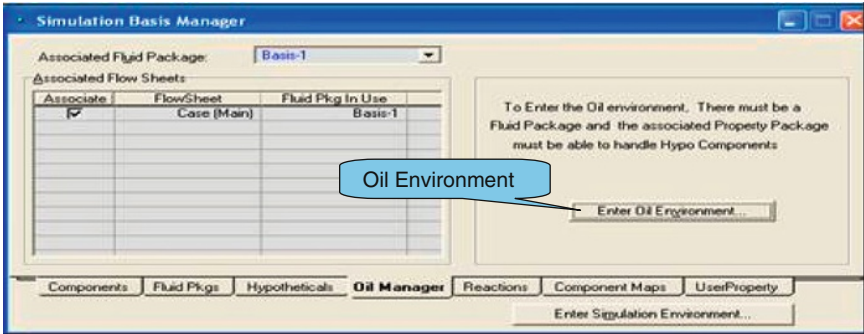 Simulation Basis Manager
Associated Fluid Package:
Basis-1
Associated Flow Sheets
Associate FlowSheet Fluid Pkg In Use
Case (Main) Basis-1
To Enter the Oil environment, There must be a
Fluid Package and the associated Property Package
must be able to handle Hypo Components
Oil Environment
Enter Oil Environment...
Components Fluid Pkgs Hypotheticals Oil Manager Reactions Component Maps UserProperty
Enter Simulation Environment...